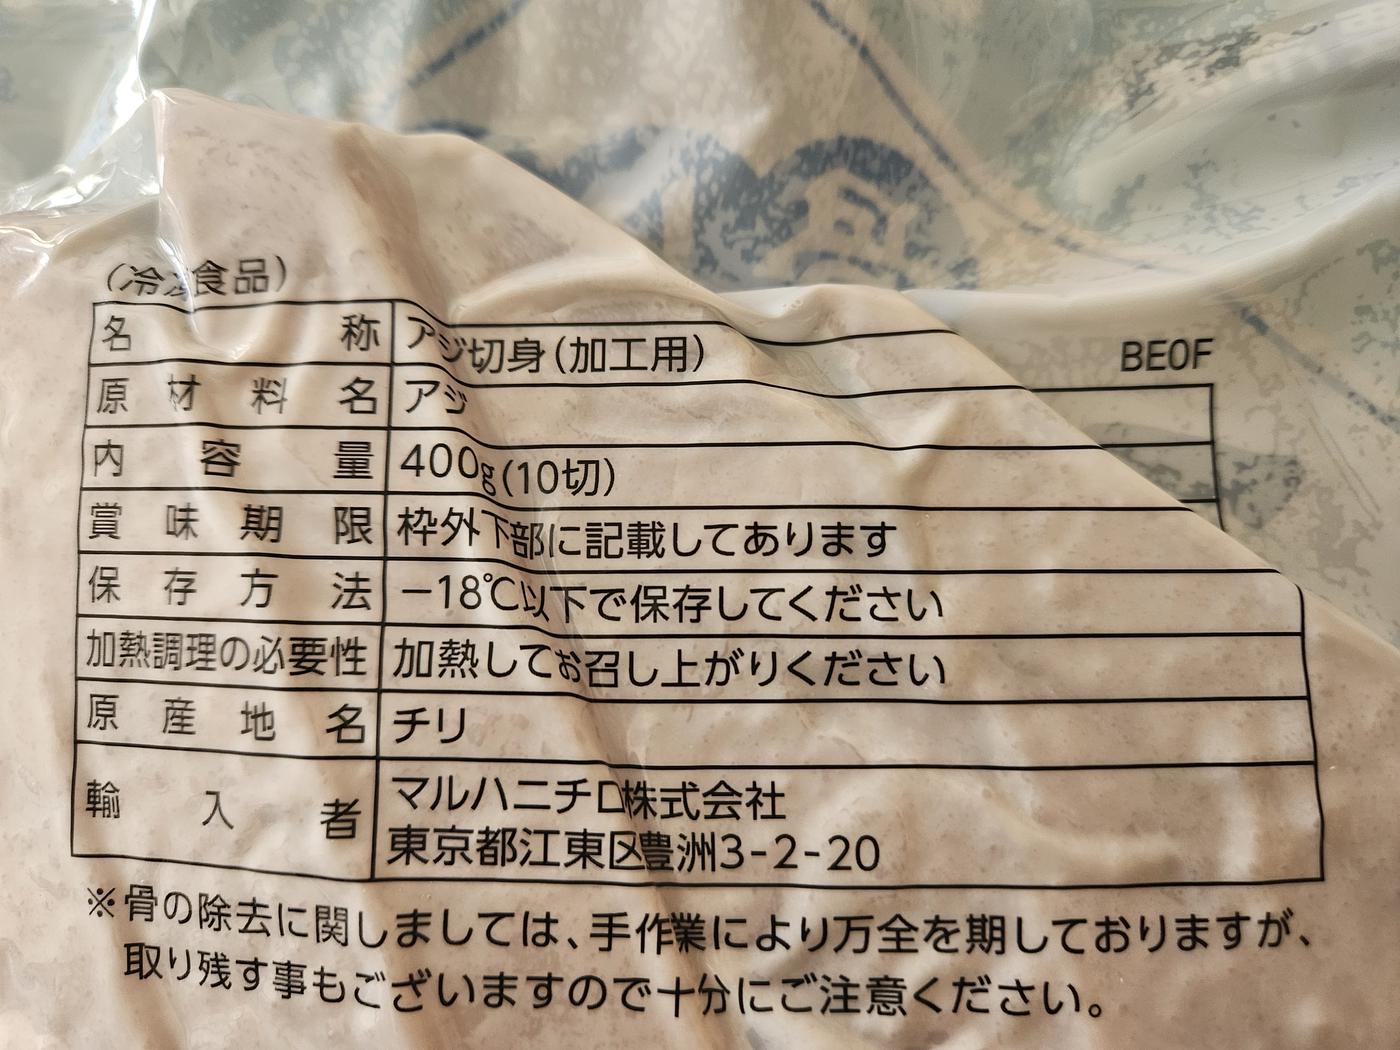 (冷凍食品)
BE0F
名称 アジ切身(加工用)
原材料名 アジ
内容量 400g(10切)
賞味期限 枠外下部に記載してあります
保存方法 −18℃以下で保存してください
加熱調理の必要性 加熱してお召し上がりください
原産地名 チリ
輸入者 マルハニチロ株式会社
東京都江東区豊洲3-2-20
※骨の除去に関しましては、手作業により万全を期しておりますが、
取り残す事もございますので十分にご注意ください。